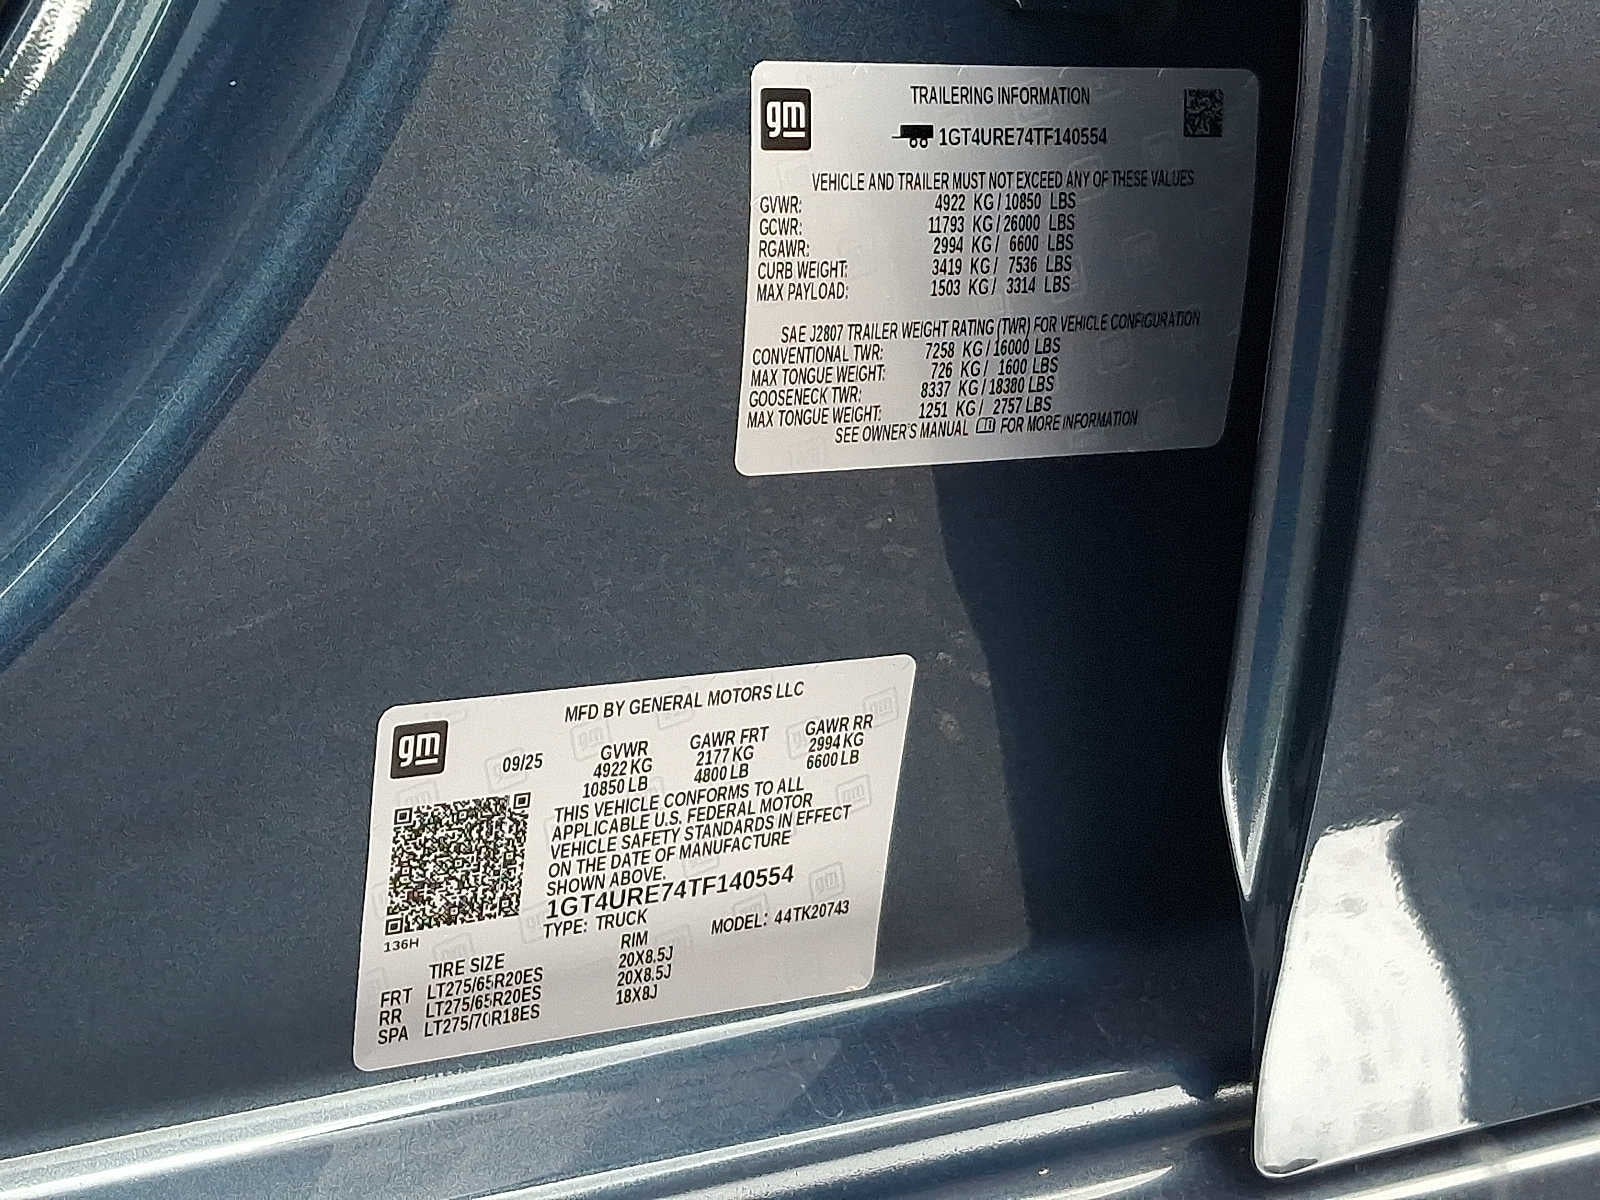 gm
TRAILERING INFORMATION
1GT4URE74TF140554
VEHICLE AND TRAILER MUST NOT EXCEED ANY OF THESE VALUES
GVWR: 4922 KG/10850 LBS
GCWR: 11793 KG/26000 LBS
RGAWR: 2994 KG/ 6600 LBS
CURB WEIGHT: 3419 KG/ 7536 LBS
MAX PAYLOAD: 1503 KG/ 3314 LBS
SAE J2807 TRAILER WEIGHT RATING (TWR) FOR VEHICLE CONFIGURATION
CONVENTIONAL TWR: 7258 KG/16000 LBS
MAX TONGUE WEIGHT: 726 KG/ 1600 LBS
GOOSENECK TWR: 8337 KG/18380 LBS
MAX TONGUE WEIGHT: 1251 KG/ 2757 LBS
SEE OWNER'S MANUAL FOR MORE INFORMATION
gm
MFD BY GENERAL MOTORS LLC
09/25 GVWR GAWR FRT GAWR RR
4922 KG 2177 KG 2994 KG
10850 LB 4800 LB 6600 LB
THIS VEHICLE CONFORMS TO ALL
APPLICABLE U.S. FEDERAL MOTOR
VEHICLE SAFETY STANDARDS IN EFFECT
ON THE DATE OF MANUFACTURE
SHOWN ABOVE.
1GT4URE74TF140554
TYPE: TRUCK MODEL: 44TK20743
136H
TIRE SIZE RIM
FRT LT275/65R20ES 20X8.5J
RR LT275/65R20ES 20X8.5J
SPA LT275/70R18ES 18X8J